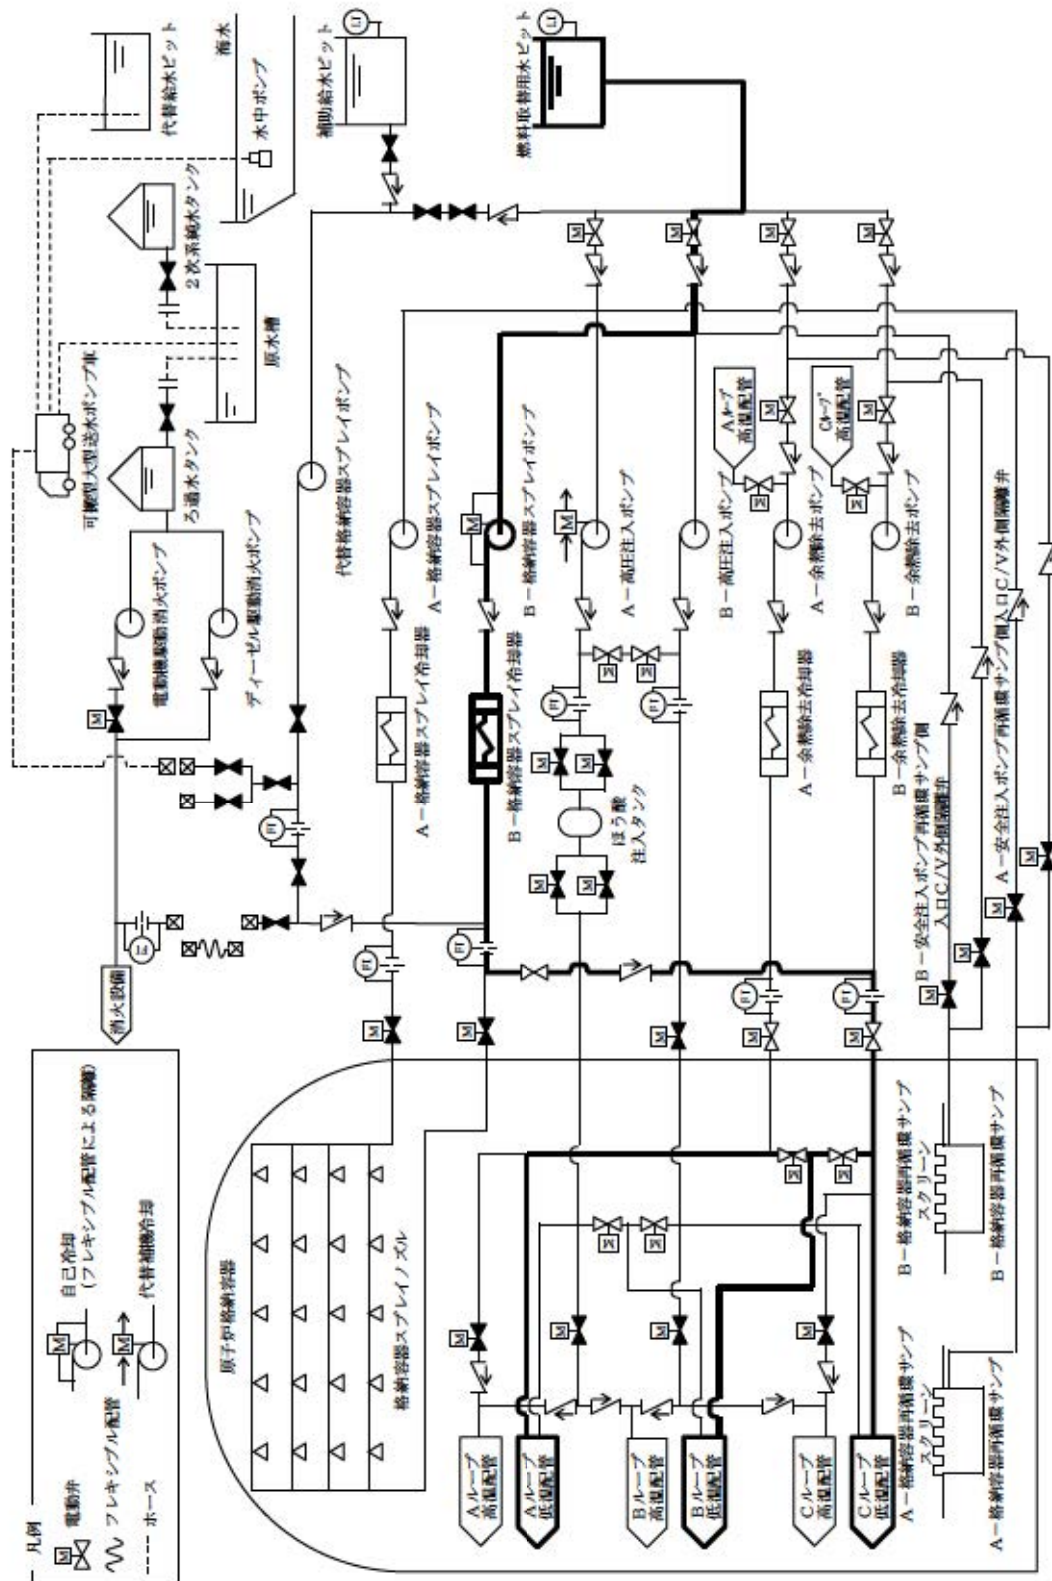 凡例
電動弁
フレキシブル配管
ホース
自己冷却
(フレキシブル配管による隔離)
代替補機冷却
M
M
M
消火設備
電動機駆動消火ポンプ
ディーゼル駆動消火ポンプ
ろ過水タンク
可搬型大型送水ポンプ車
2次系純水タンク
原水槽
代替給水ピット
海水
水中ポンプ
補助給水ピット
LI
燃料取替用水ピット
LI
代替格納容器スプレイポンプ
FI
A-格納容器スプレイポンプ
A-格納容器スプレイ冷却器
FI
B-格納容器スプレイポンプ
B-格納容器スプレイ冷却器
FI
A-高圧注入ポンプ
FI
ほう酸
注入タンク
B-高圧注入ポンプ
FI
Aループ
高温配管
A-余熱除去ポンプ
A-余熱除去冷却器
FI
Cループ
高温配管
B-余熱除去ポンプ
B-余熱除去冷却器
FI
B-安全注入ポンプ再循環サンプ側
入口C/V外側隔離弁
A-安全注入ポンプ再循環サンプ側入口C/V外側隔離弁
原子炉格納容器
格納容器スプレイノズル
Aループ
高温配管
Aループ
低温配管
Bループ
高温配管
Bループ
低温配管
Cループ
高温配管
Cループ
低温配管
A-格納容器再循環サンプ
スクリーン
A-格納容器再循環サンプ
B-格納容器再循環サンプ
スクリーン
B-格納容器再循環サンプ